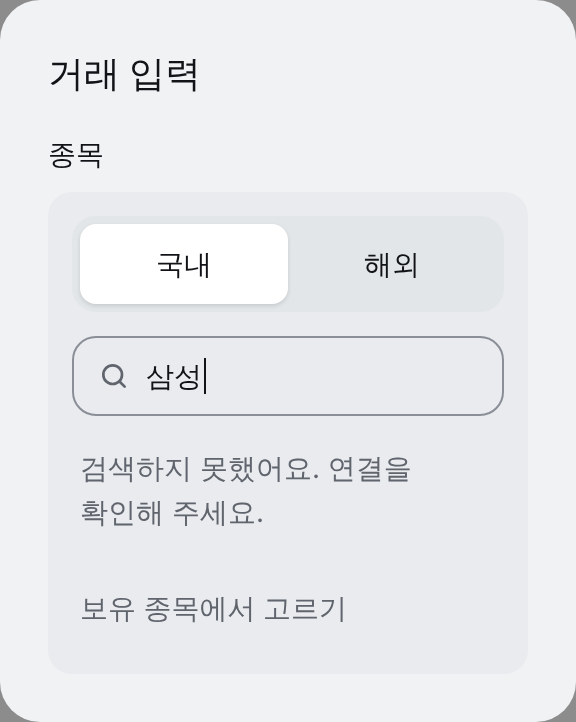 거래 입력
종목
국내
해외
삼성
검색하지 못했어요. 연결을
확인해 주세요.
보유 종목에서 고르기